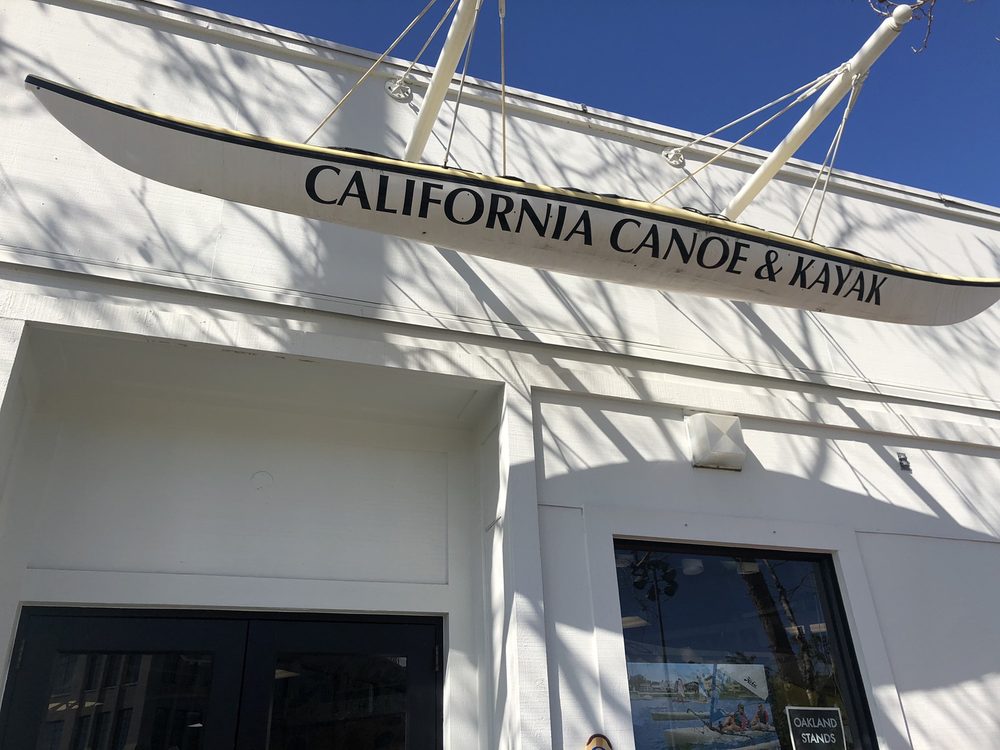 CALIFORNIA CANOE & KAYAK
OAKLAND
STANDS